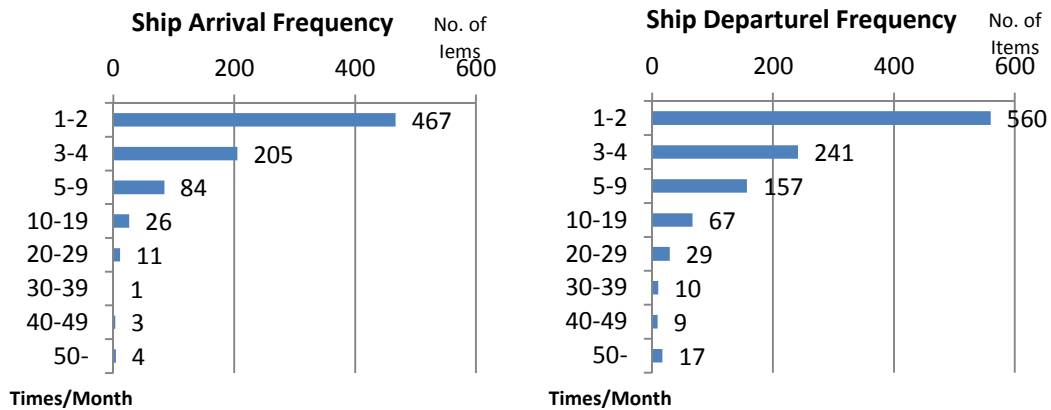 Ship Arrival Frequency
No. of
Iems
0 200 400 600
1-2 467
3-4 205
5-9 84
10-19 26
20-29 11
30-39 1
40-49 3
50- 4
Times/Month
Ship Departurel Frequency
No. of
Items
0 200 400 600
1-2 560
3-4 241
5-9 157
10-19 67
20-29 29
30-39 10
40-49 9
50- 17
Times/Month